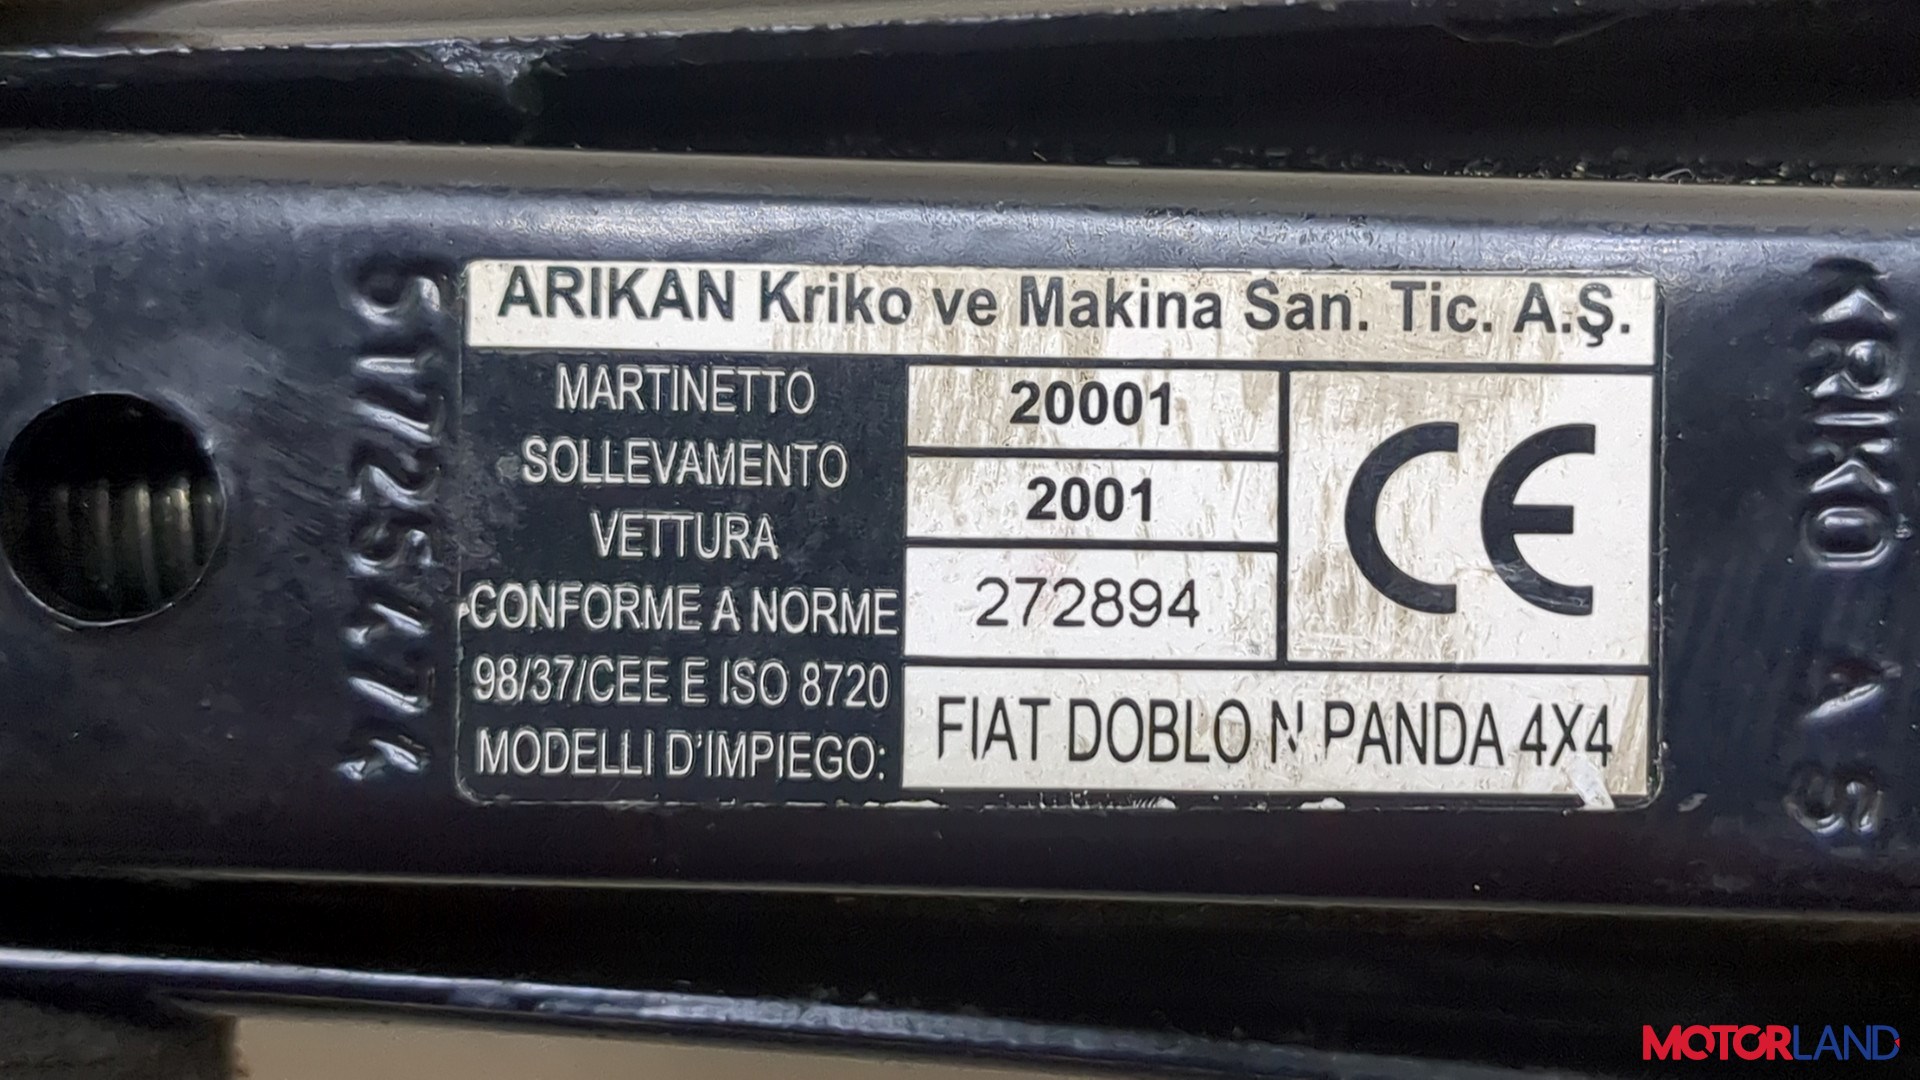 ARIKAN Kriko ve Makina San. Tic. A.Ş.
MARTINETTO
SOLLEVAMENTO
VETTURA
CONFORME A NORME
98/37/CEE E ISO 8720
MODELLI D'IMPIEGO:
20001
2001
272894
CE
FIAT DOBLO N PANDA 4X4
KRIKO A S
MOTORLAND